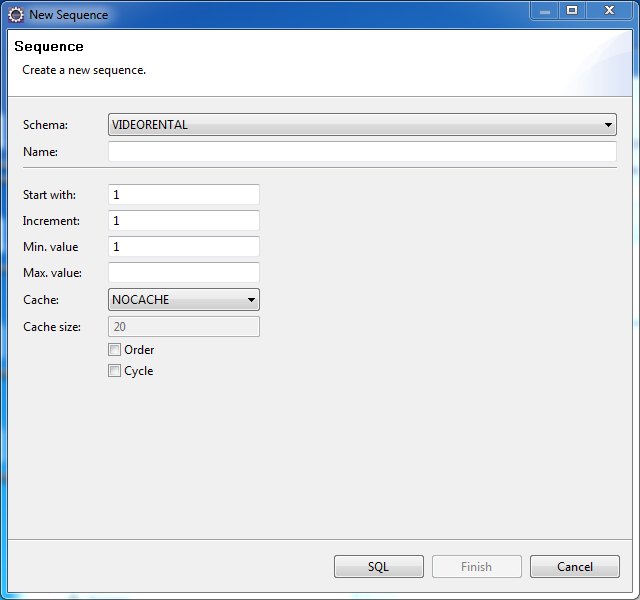 New Sequence
Sequence
Create a new sequence.
Schema: VIDEORENTAL
Name:
Start with: 1
Increment: 1
Min. value 1
Max. value:
Cache: NOCACHE
Cache size: 20
Order
Cycle
SQL Finish Cancel